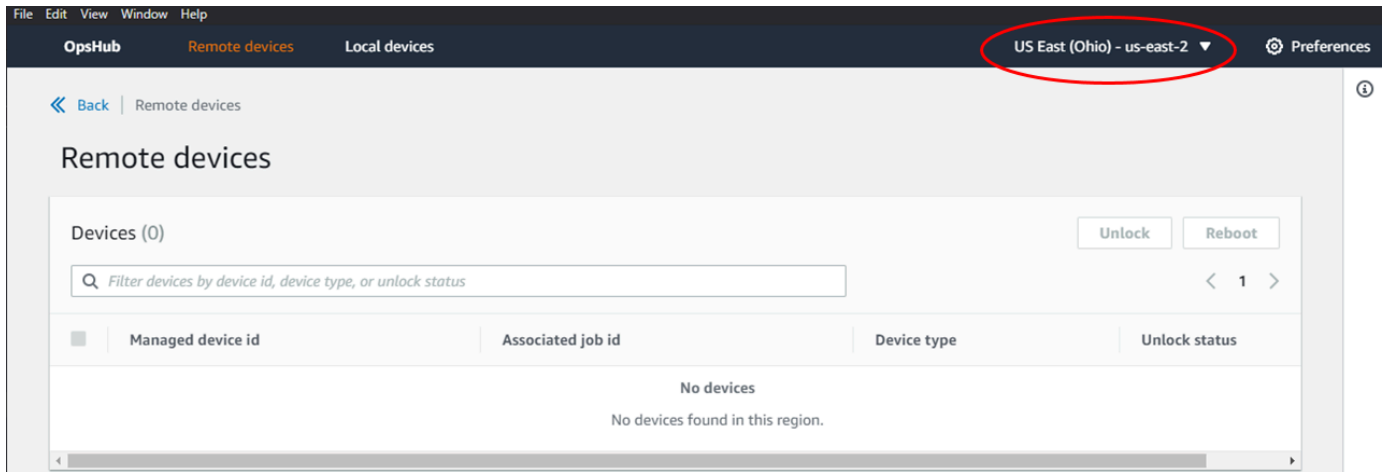 File Edit View Window Help
OpsHub Remote devices Local devices US East (Ohio) - us-east-2 Preferences
Back | Remote devices
Remote devices
Devices (0) Unlock Reboot
Filter devices by device id, device type, or unlock status 1
Managed device id Associated job id Device type Unlock status
No devices
No devices found in this region.